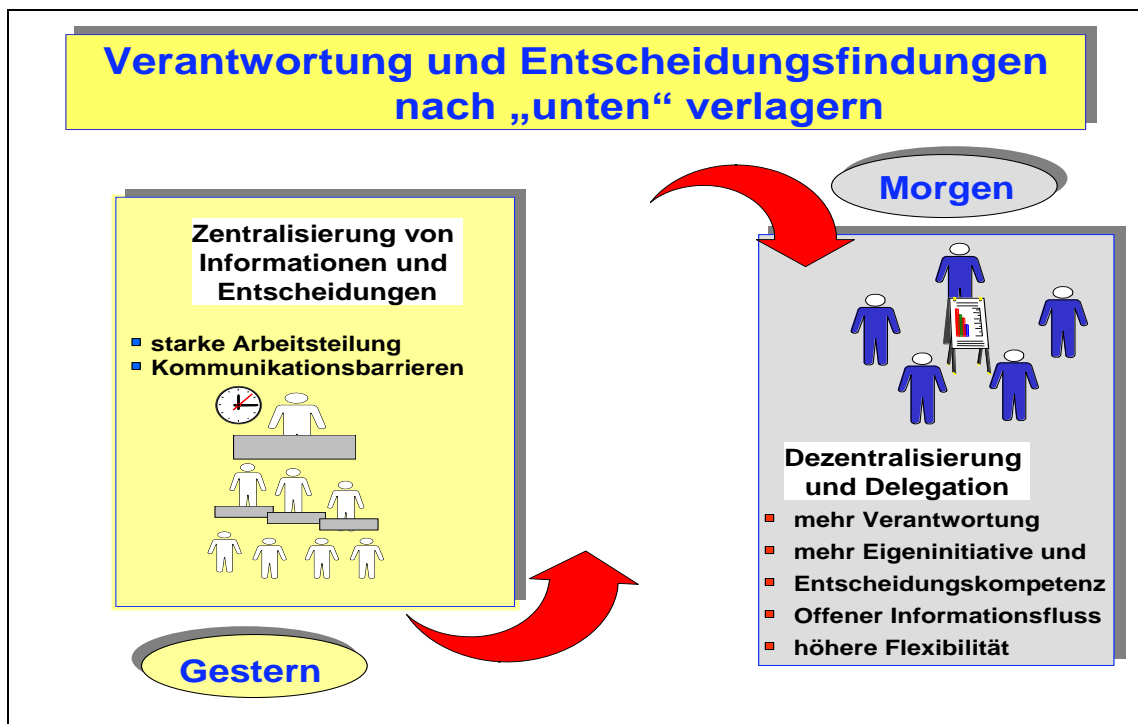 Verantwortung und Entscheidungsfindungen
nach „unten“ verlagern
Zentralisierung von
Informationen und
Entscheidungen
starke Arbeitsteilung
Kommunikationsbarrieren
Gestern
Morgen
Dezentralisierung
und Delegation
mehr Verantwortung
mehr Eigeninitiative und
Entscheidungskompetenz
Offener Informationsfluss
höhere Flexibilität